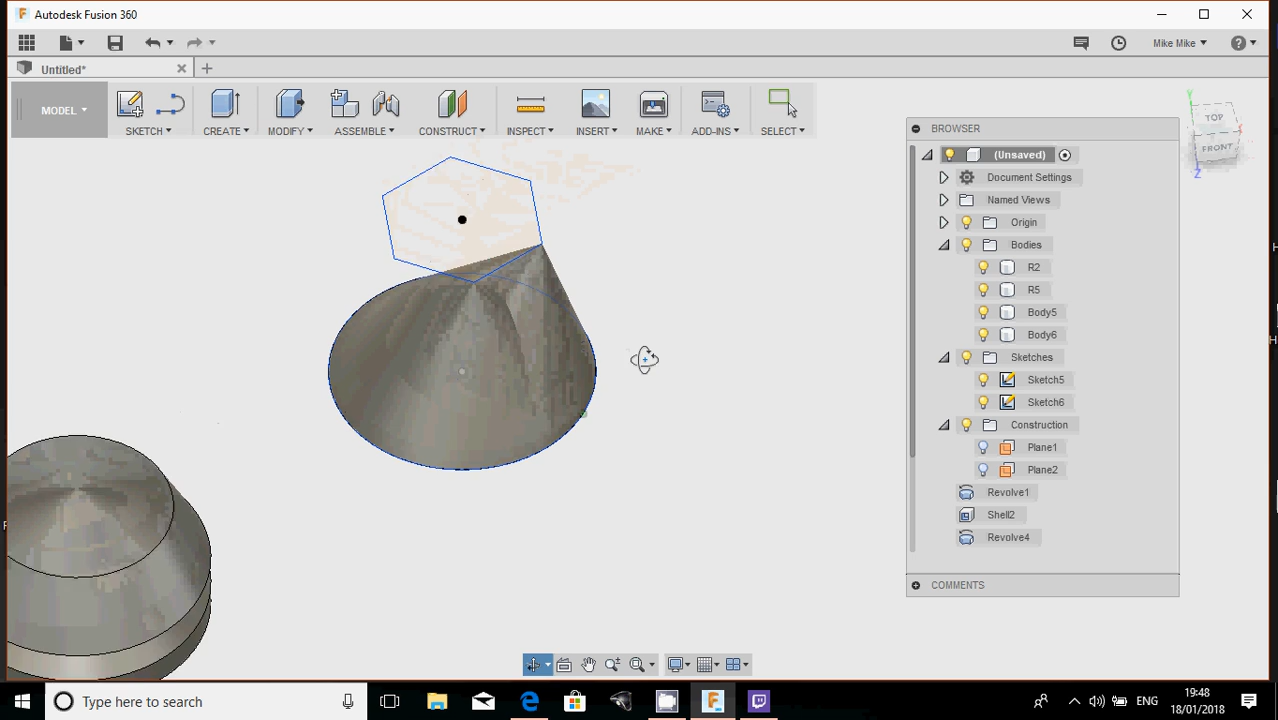 Autodesk Fusion 360
Mike Mike
Untitled*
MODEL
SKETCH CREATE MODIFY ASSEMBLE CONSTRUCT INSPECT INSERT MAKE ADD-INS SELECT
Y
TOP
FRONT
Z
BROWSER
(Unsaved)
Document Settings
Named Views
Origin
Bodies
R2
R5
Body5
Body6
Sketches
Sketch5
Sketch6
Construction
Plane1
Plane2
Revolve1
Shell2
Revolve4
COMMENTS
Type here to search
ENG
19:48
18/01/2018